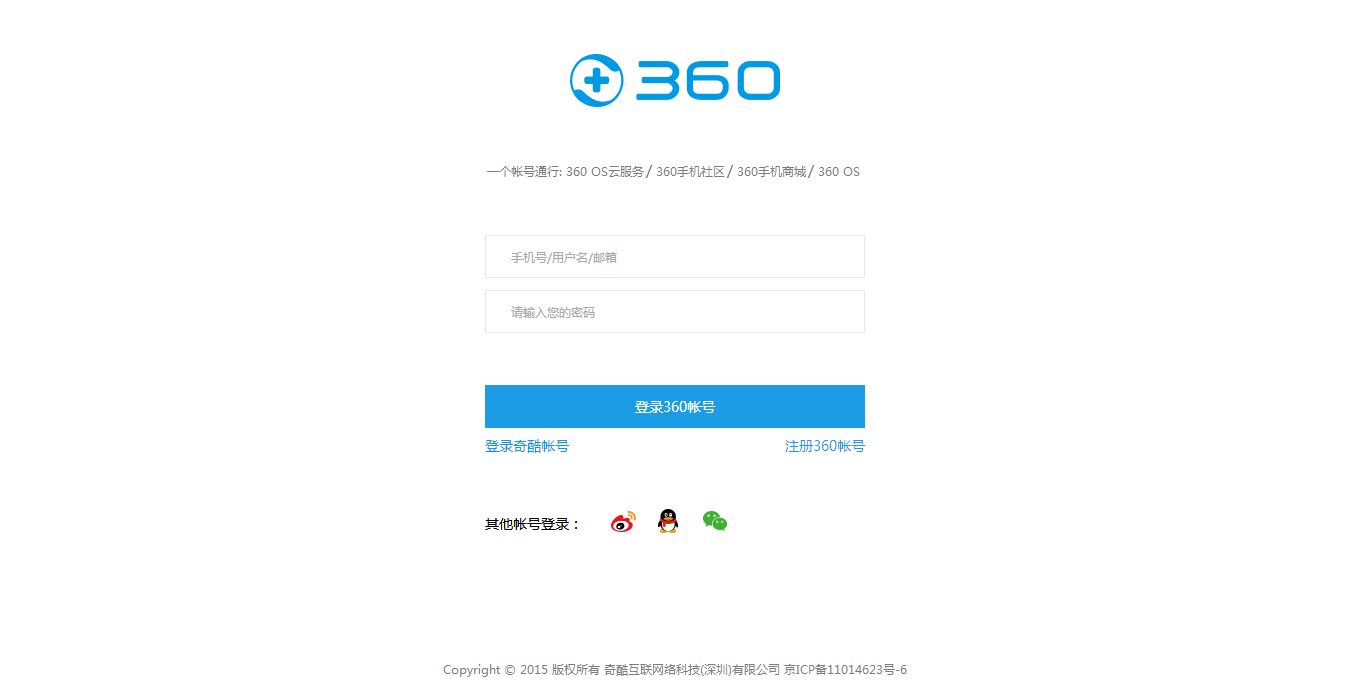 360
一个帐号通行: 360 OS云服务 / 360手机社区 / 360手机商城 / 360 OS
手机号/用户名/邮箱
请输入您的密码
登录360帐号
登录奇酷帐号 注册360帐号
其他帐号登录：
Copyright © 2015 版权所有 奇酷互联网络科技(深圳)有限公司 京ICP备11014623号-6